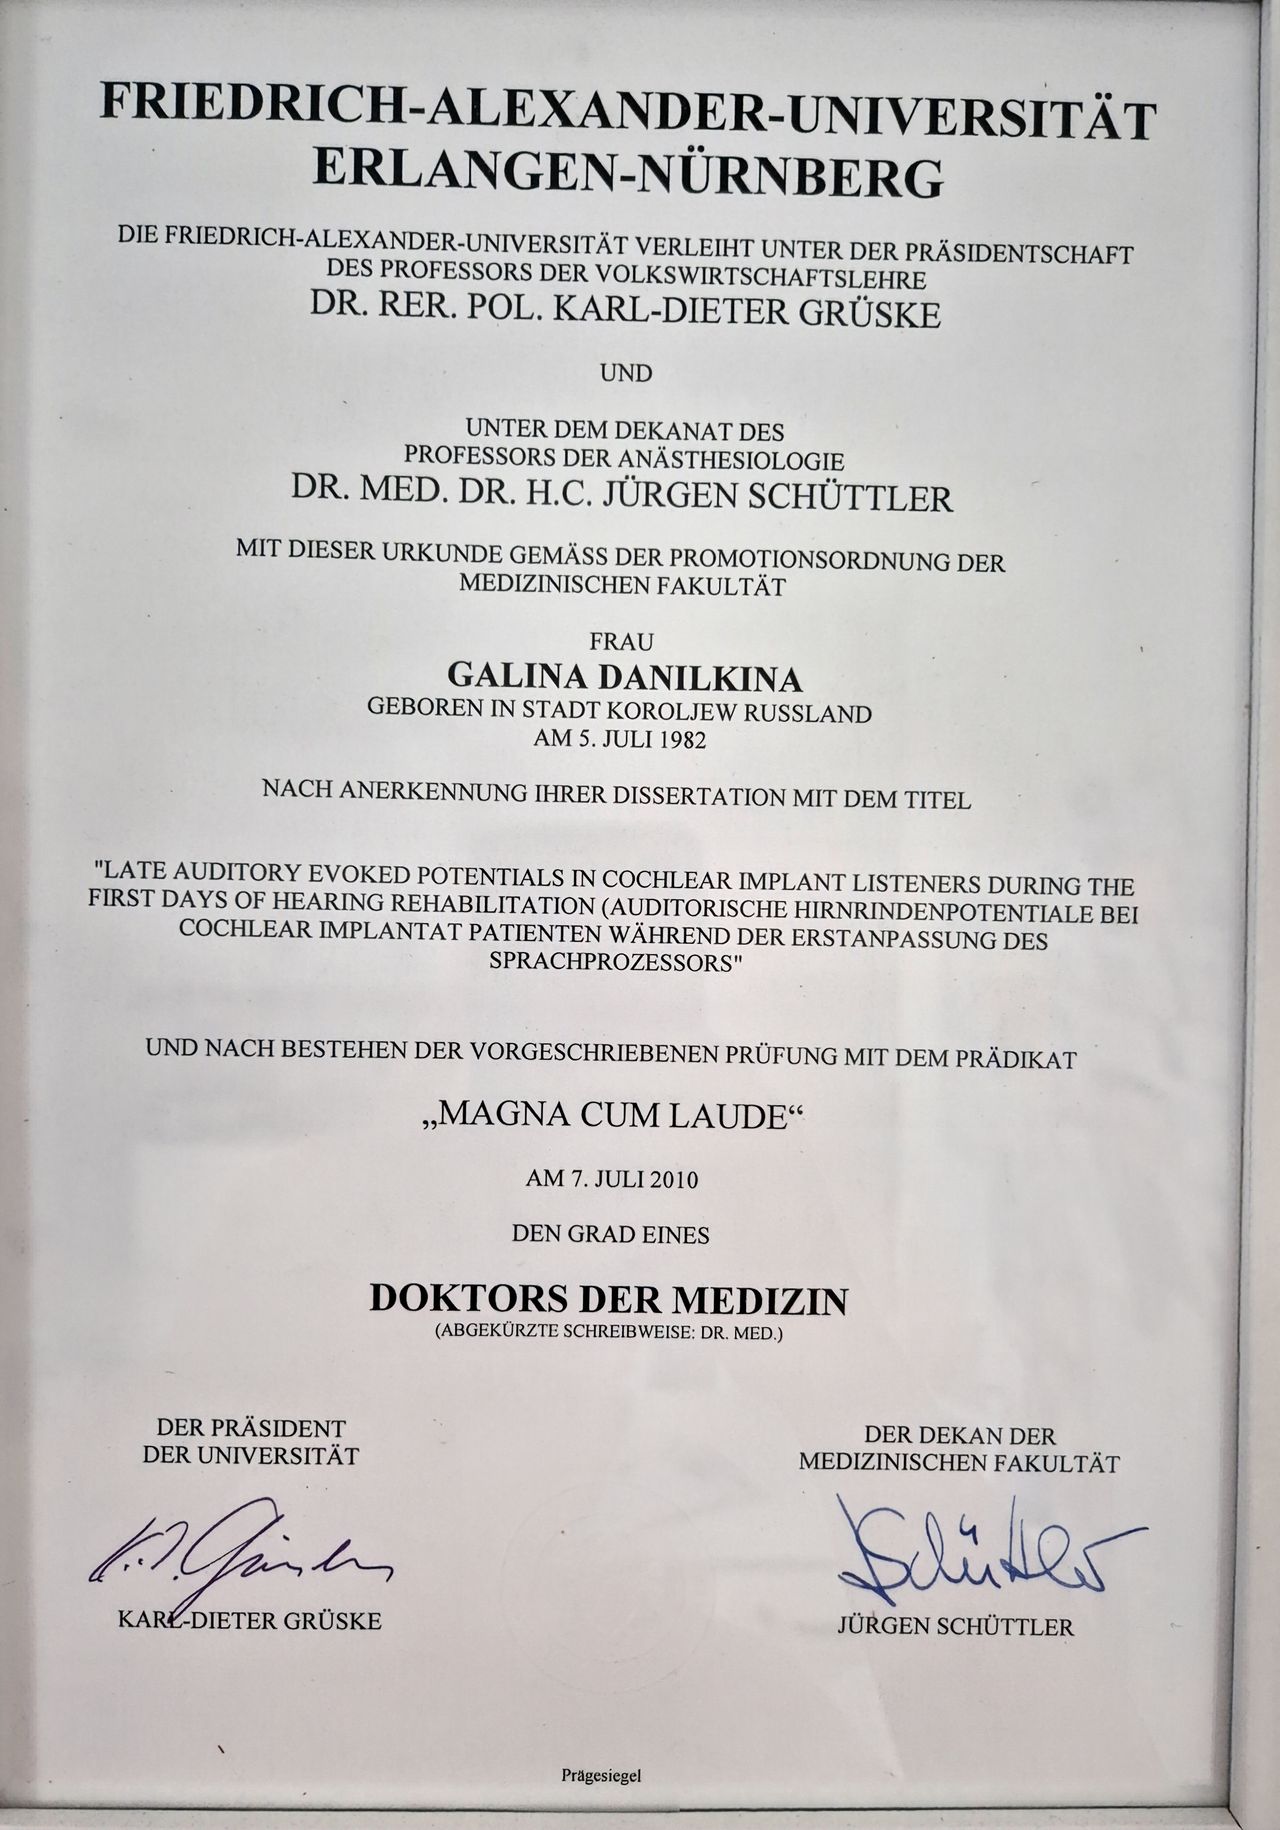 FRIEDRICH-ALEXANDER-UNIVERSITÄT
ERLANGEN-NÜRNBERG
DIE FRIEDRICH-ALEXANDER-UNIVERSITÄT VERLEIHT UNTER DER PRÄSIDENTSCHAFT
DES PROFESSORS DER VOLKSWIRTSCHAFTSLEHRE
DR. RER. POL. KARL-DIETER GRÜSKE
UND
UNTER DEM DEKANAT DES
PROFESSORS DER ANÄSTHESIOLOGIE
DR. MED. DR. H.C. JÜRGEN SCHÜTTLER
MIT DIESER URKUNDE GEMÄSS DER PROMOTIONSORDNUNG DER
MEDIZINISCHEN FAKULTÄT
FRAU
GALINA DANILKINA
GEBOREN IN STADT KOROLJEW RUSSLAND
AM 5. JULI 1982
NACH ANERKENNUNG IHRER DISSERTATION MIT DEM TITEL
"LATE AUDITORY EVOKED POTENTIALS IN COCHLEAR IMPLANT LISTENERS DURING THE
FIRST DAYS OF HEARING REHABILITATION (AUDITORISCHE HIRNRINDENPOTENTIALE BEI
COCHLEAR IMPLANTAT PATIENTEN WÄHREND DER ERSTANPASSUNG DES
SPRACHPROZESSORS"
UND NACH BESTEHEN DER VORGESCHRIEBENEN PRÜFUNG MIT DEM PRÄDIKAT
„MAGNA CUM LAUDE“
AM 7. JULI 2010
DEN GRAD EINES
DOKTORS DER MEDIZIN
(ABGEKÜRZTE SCHREIBWEISE: DR. MED.)
DER PRÄSIDENT
DER UNIVERSITÄT
KARL-DIETER GRÜSKE
DER DEKAN DER
MEDIZINISCHEN FAKULTÄT
JÜRGEN SCHÜTTLER
Prägesiegel